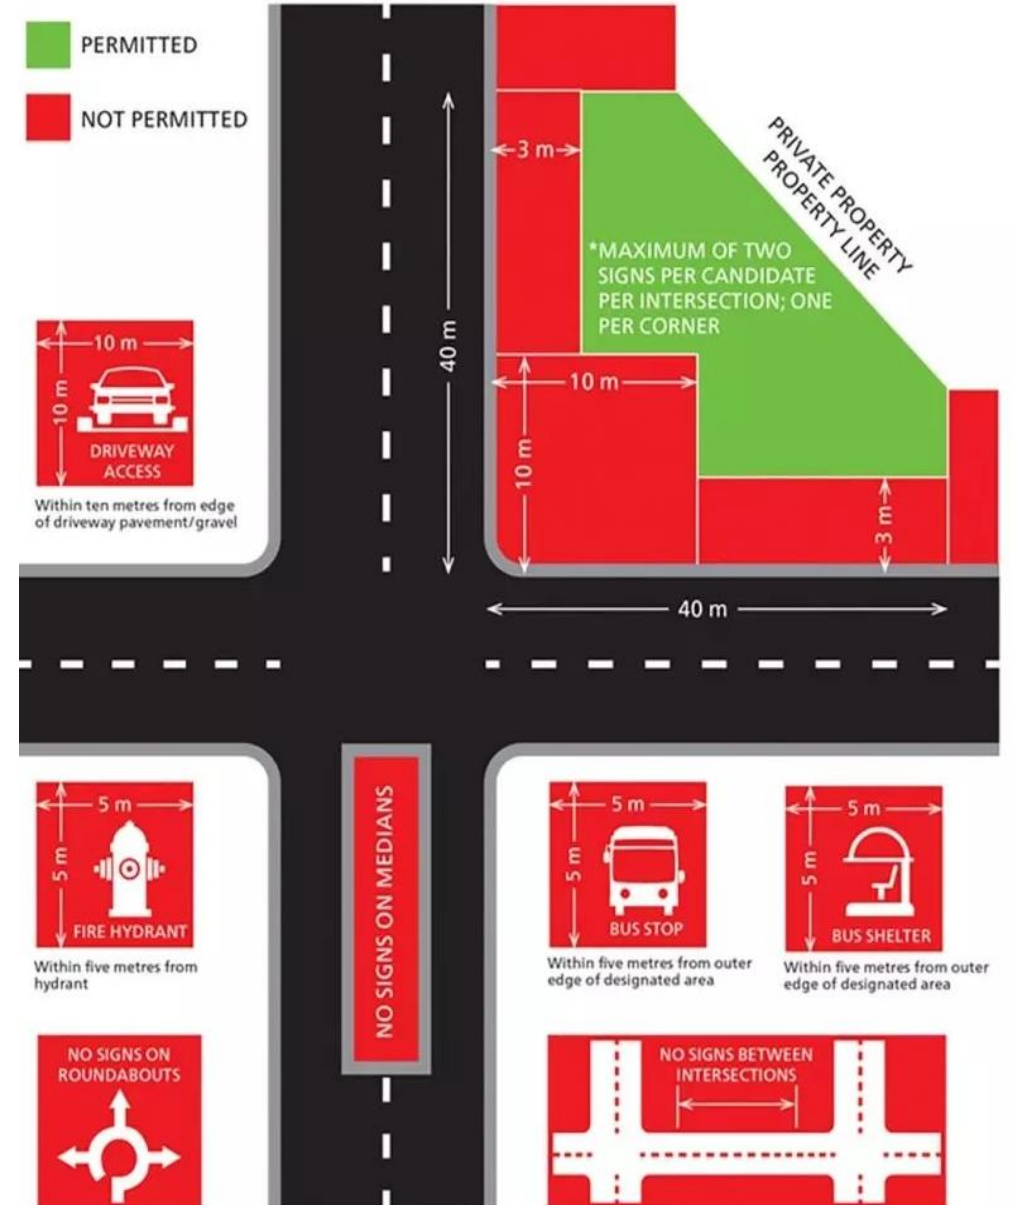 PERMITTED
NOT PERMITTED
3 m
PRIVATE PROPERTY
PROPERTY LINE
*MAXIMUM OF TWO
SIGNS PER CANDIDATE
PER INTERSECTION; ONE
PER CORNER
40 m
10 m
10 m
DRIVEWAY
ACCESS
Within ten metres from edge
of driveway pavement/gravel
10 m
10 m
3 m
40 m
5 m
5 m
FIRE HYDRANT
Within five metres from
hydrant
NO SIGNS ON MEDIANS
5 m
5 m
BUS STOP
Within five metres from outer
edge of designated area
5 m
5 m
BUS SHELTER
Within five metres from outer
edge of designated area
NO SIGNS ON
ROUNDABOUTS
NO SIGNS BETWEEN
INTERSECTIONS